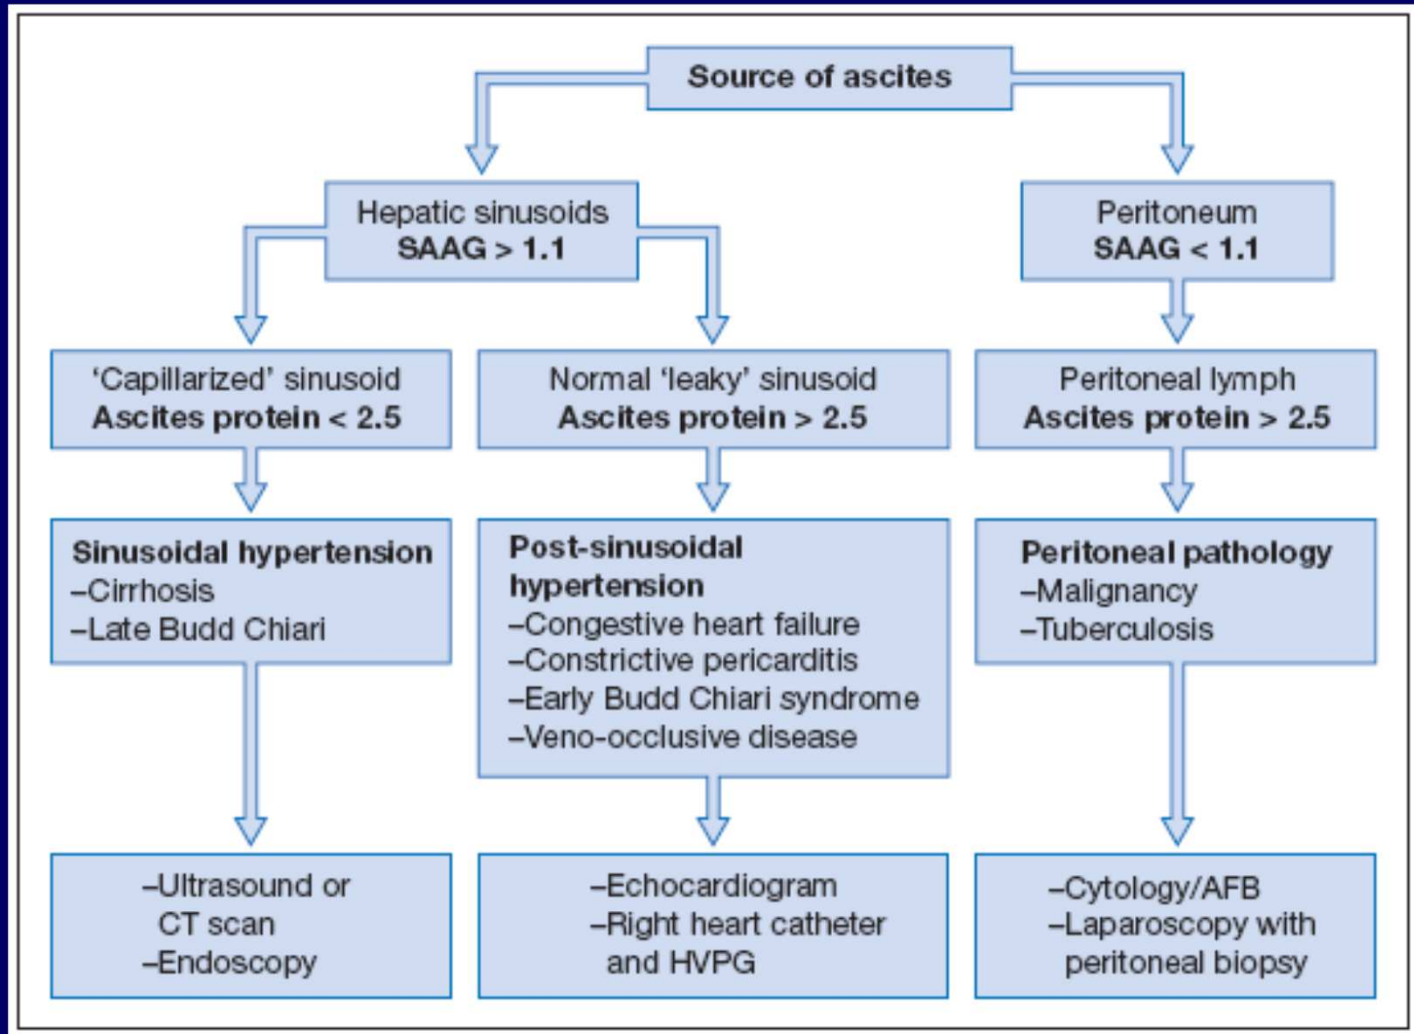 Source of ascites
Hepatic sinusoids
SAAG > 1.1
Peritoneum
SAAG < 1.1
‘Capillarized’ sinusoid
Ascites protein < 2.5
Normal ‘leaky’ sinusoid
Ascites protein > 2.5
Peritoneal lymph
Ascites protein > 2.5
Sinusoidal hypertension
–Cirrhosis
–Late Budd Chiari
Post-sinusoidal
hypertension
–Congestive heart failure
–Constrictive pericarditis
–Early Budd Chiari syndrome
–Veno-occlusive disease
Peritoneal pathology
–Malignancy
–Tuberculosis
–Ultrasound or
CT scan
–Endoscopy
–Echocardiogram
–Right heart catheter
and HVPG
–Cytology/AFB
–Laparoscopy with
peritoneal biopsy